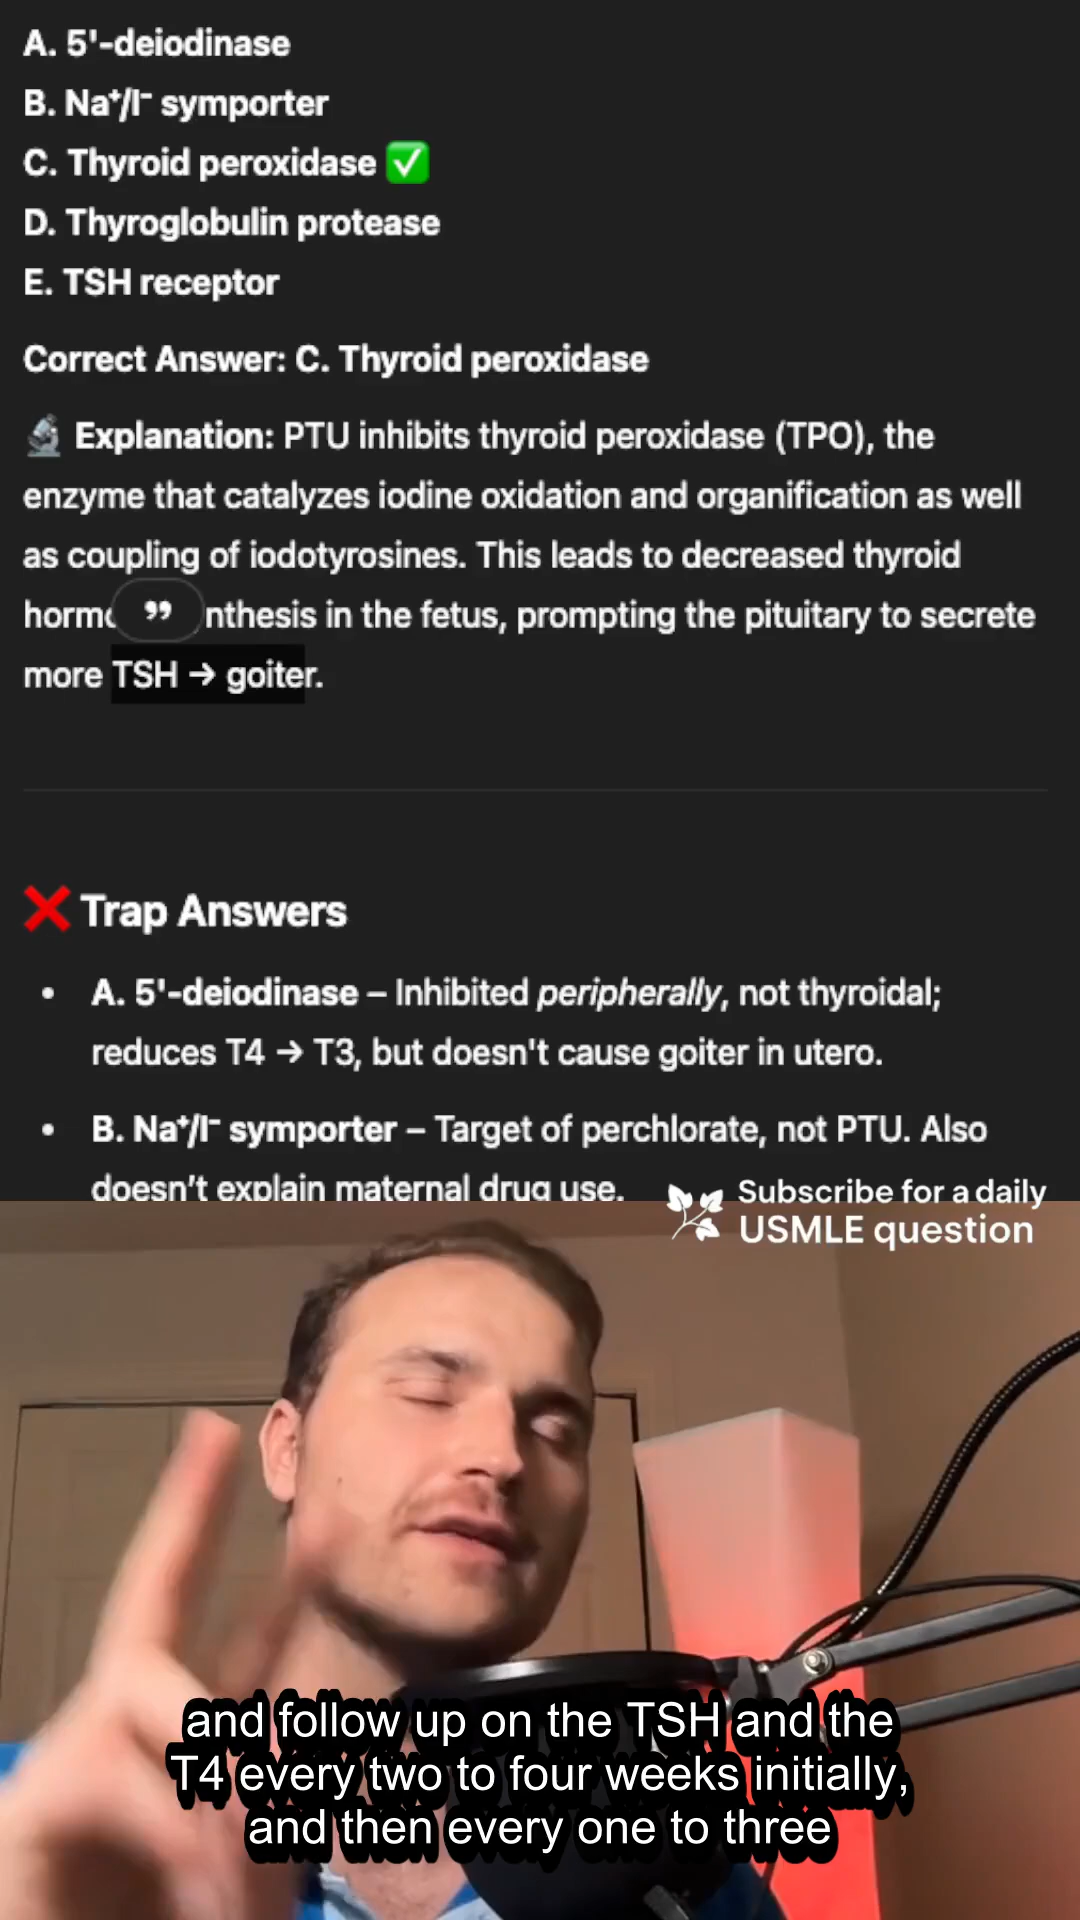 A. 5'-deiodinase
B. Na⁺/I⁻ symporter
C. Thyroid peroxidase ✅
D. Thyroglobulin protease
E. TSH receptor
Correct Answer: C. Thyroid peroxidase
🔬 Explanation: PTU inhibits thyroid peroxidase (TPO), the
enzyme that catalyzes iodine oxidation and organification as well
as coupling of iodotyrosines. This leads to decreased thyroid
in the fetus, prompting the pituitary to secrete
more TSH → goiter.
❌ Trap Answers
• A. 5'-deiodinase – Inhibited peripherally, not thyroidal;
reduces T4 → T3, but doesn't cause goiter in utero.
• B. Na⁺/I⁻ symporter – Target of perchlorate, not PTU. Also
doesn't explain maternal drug use.
Subscribe for a daily
USMLE question
and follow up on the TSH and the
T4 every two to four weeks initially,
and then every one to three